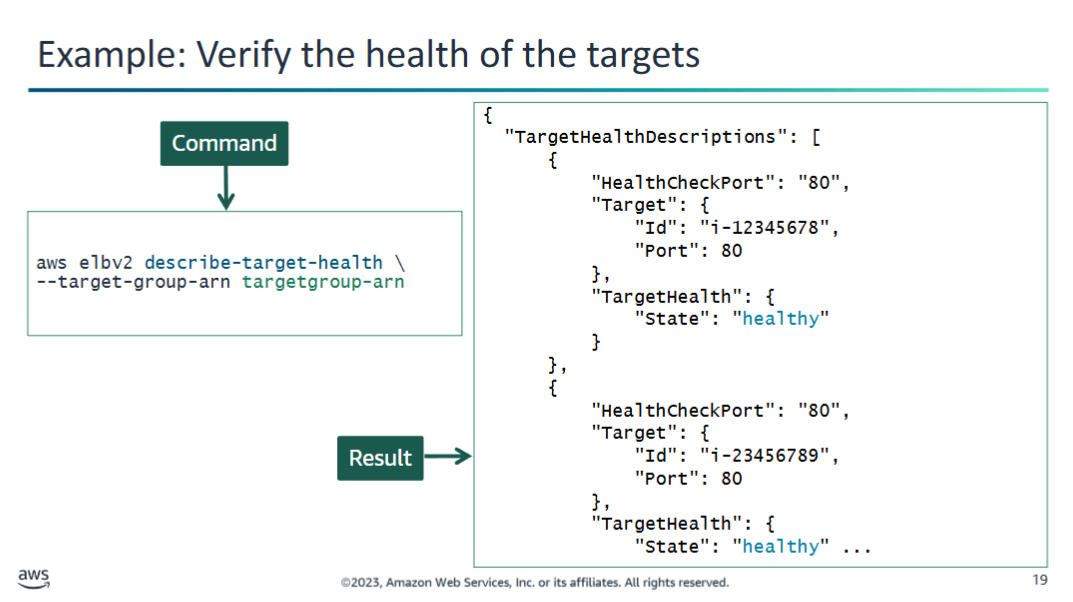 Example: Verify the health of the targets
Command
aws elbv2 describe-target-health \
--target-group-arn targetgroup-arn
Result
{
"TargetHealthDescriptions": [
{
"HealthCheckPort": "80",
"Target": {
"Id": "i-12345678",
"Port": 80
},
"TargetHealth": {
"State": "healthy"
}
},
{
"HealthCheckPort": "80",
"Target": {
"Id": "i-23456789",
"Port": 80
},
"TargetHealth": {
"State": "healthy" ...
aws
©2023, Amazon Web Services, Inc. or its affiliates. All rights reserved.
19